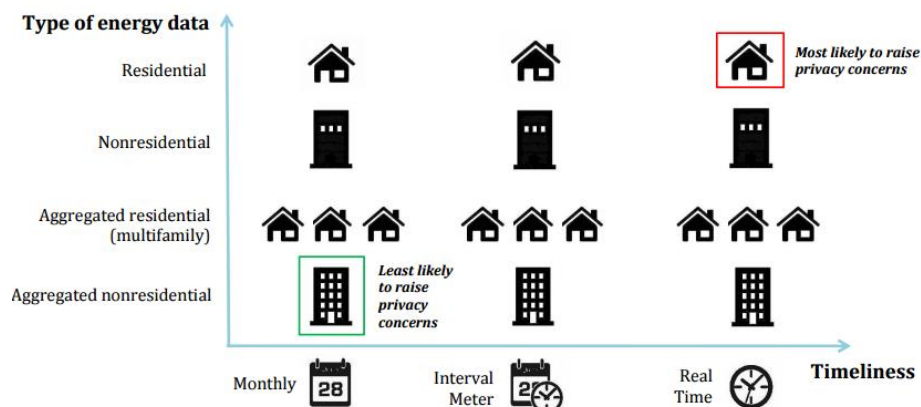 Type of energy data
Residential
Most likely to raise
privacy concerns
Nonresidential
Aggregated residential
(multifamily)
Aggregated nonresidential
Least likely
to raise
privacy
concerns
Monthly
28
Interval
Meter
Real
Time
Timeliness